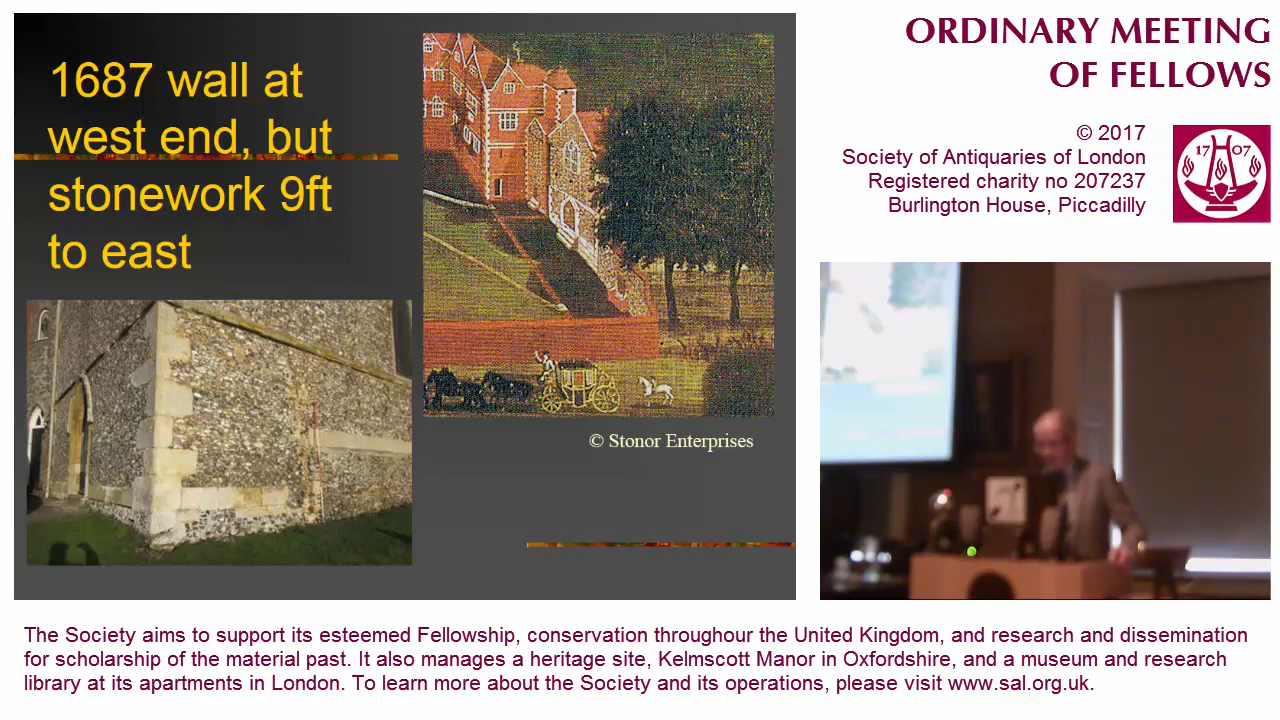 1687 wall at
west end, but
stonework 9ft
to east
© Stonor Enterprises
ORDINARY MEETING
OF FELLOWS
© 2017
Society of Antiquaries of London
Registered charity no 207237
Burlington House, Piccadilly
17 07
The Society aims to support its esteemed Fellowship, conservation throughour the United Kingdom, and research and dissemination
for scholarship of the material past. It also manages a heritage site, Kelmscott Manor in Oxfordshire, and a museum and research
library at its apartments in London. To learn more about the Society and its operations, please visit www.sal.org.uk.